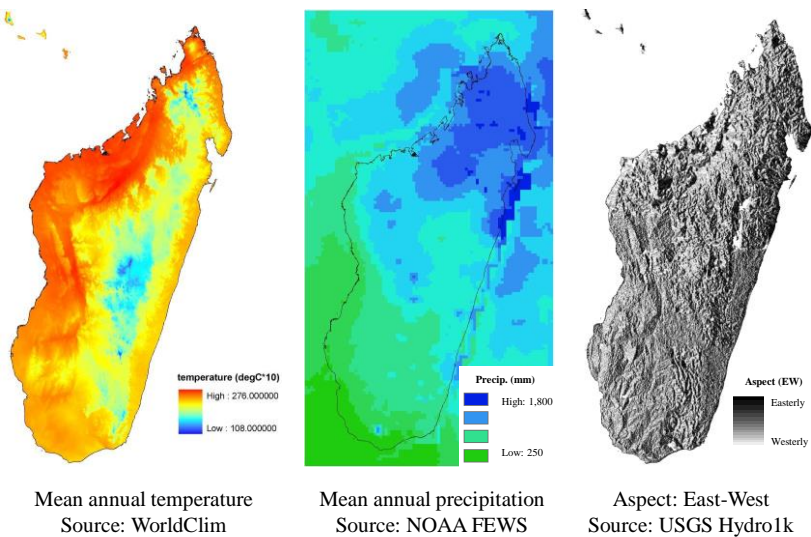 temperature (degC*10)
High : 276.000000
Low : 108.000000
Precip. (mm)
High: 1,800
Low: 250
Aspect (EW)
Easterly
Westerly
Mean annual temperature
Source: WorldClim
Mean annual precipitation
Source: NOAA FEWS
Aspect: East-West
Source: USGS Hydro1k